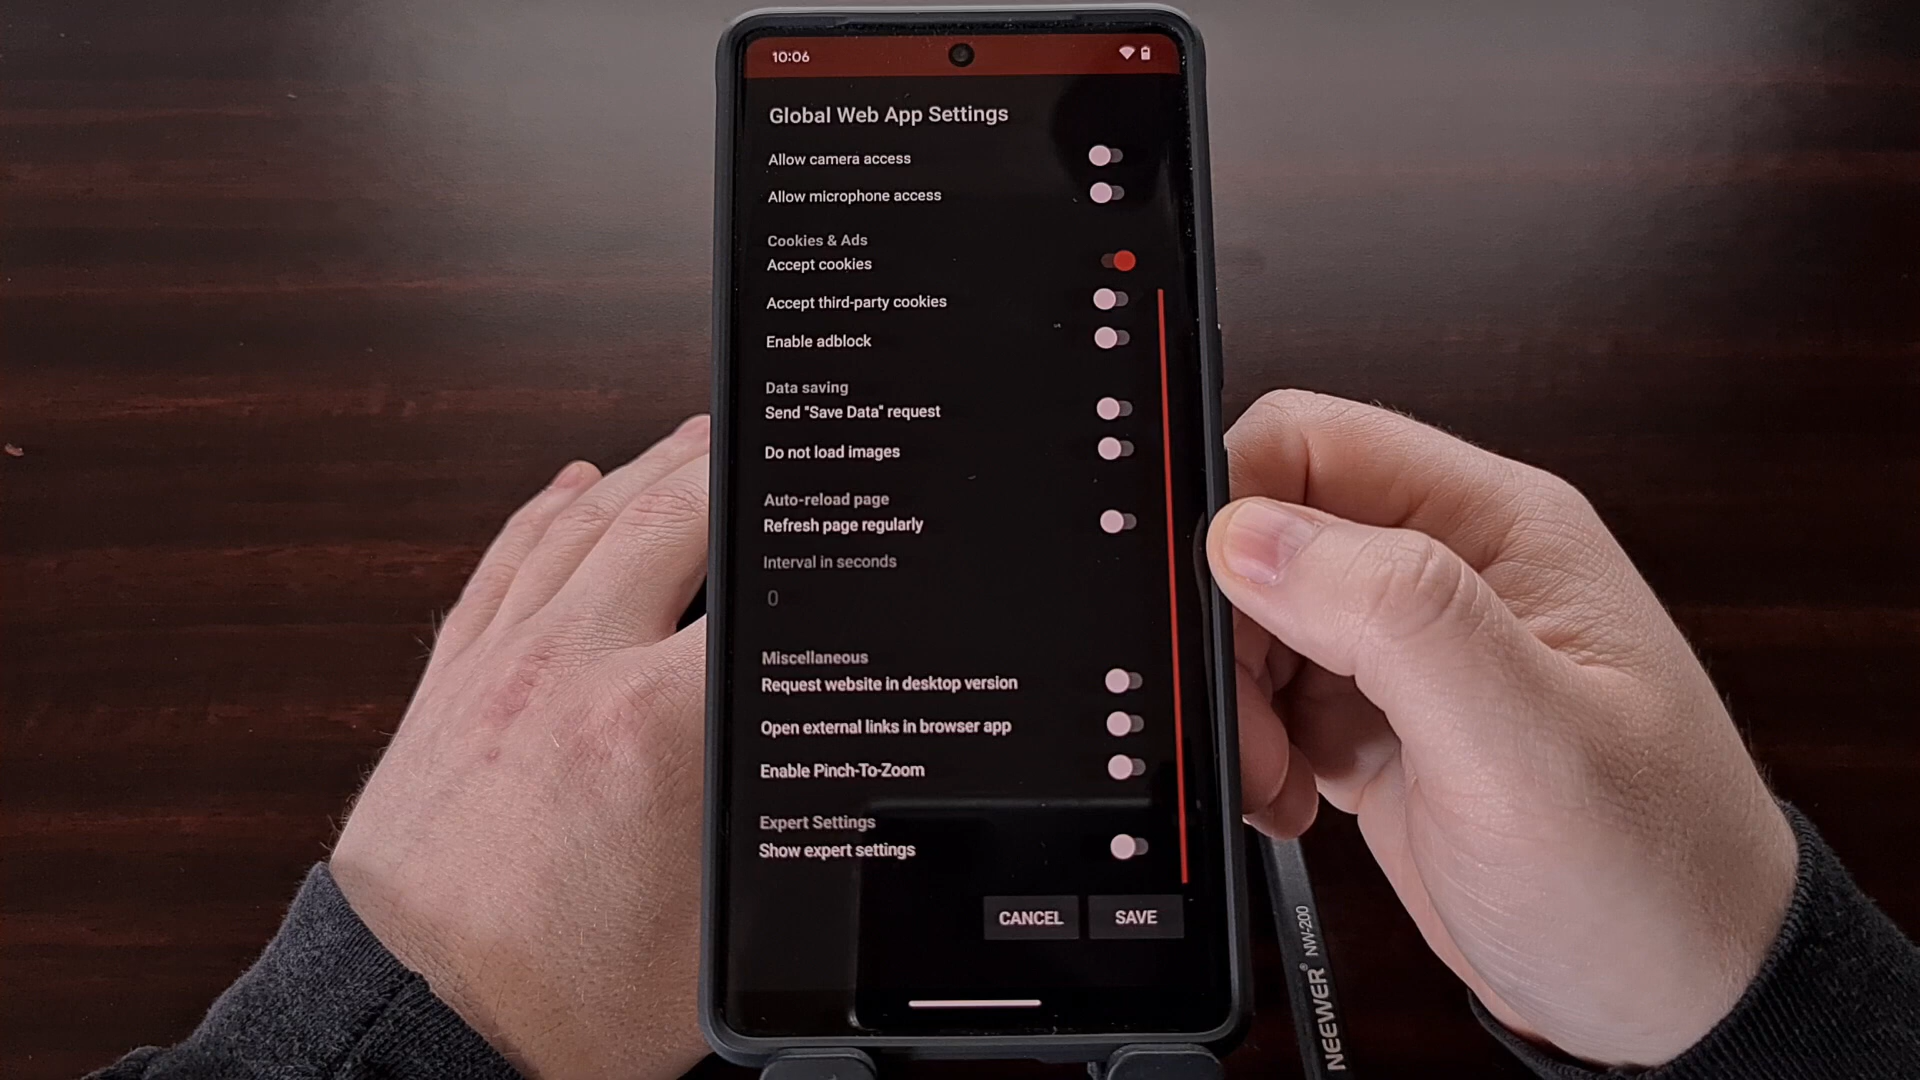 10:06
Global Web App Settings
Allow camera access
Allow microphone access
Cookies & Ads
Accept cookies
Accept third-party cookies
Enable adblock
Data saving
Send "Save Data" request
Do not load images
Auto-reload page
Refresh page regularly
Interval in seconds
0
Miscellaneous
Request website in desktop version
Open external links in browser app
Enable Pinch-To-Zoom
Expert Settings
Show expert settings
CANCEL SAVE
NEEWER® NW-200